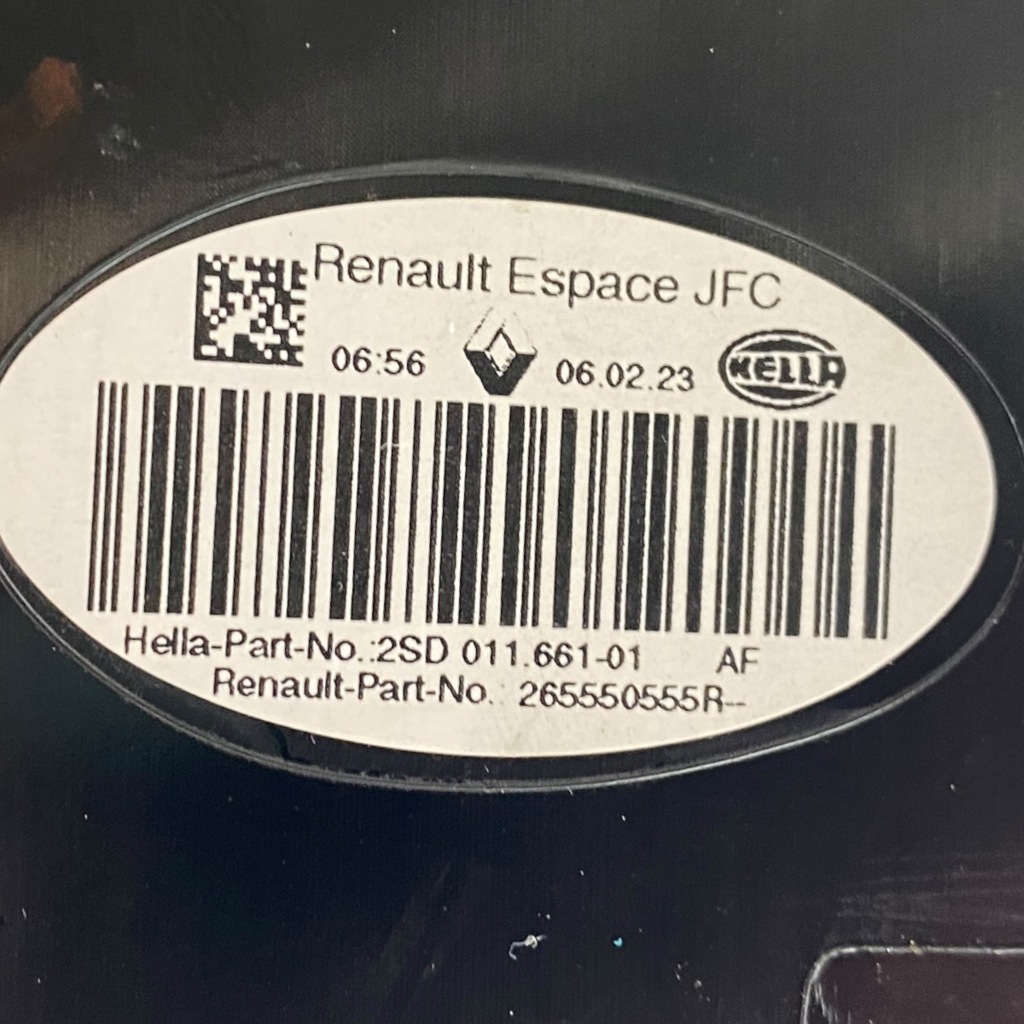 Renault Espace JFC
06:56 06.02.23 HELLA
Hella-Part-No.:2SD 011.661-01 AF
Renault-Part-No.: 265550555R--